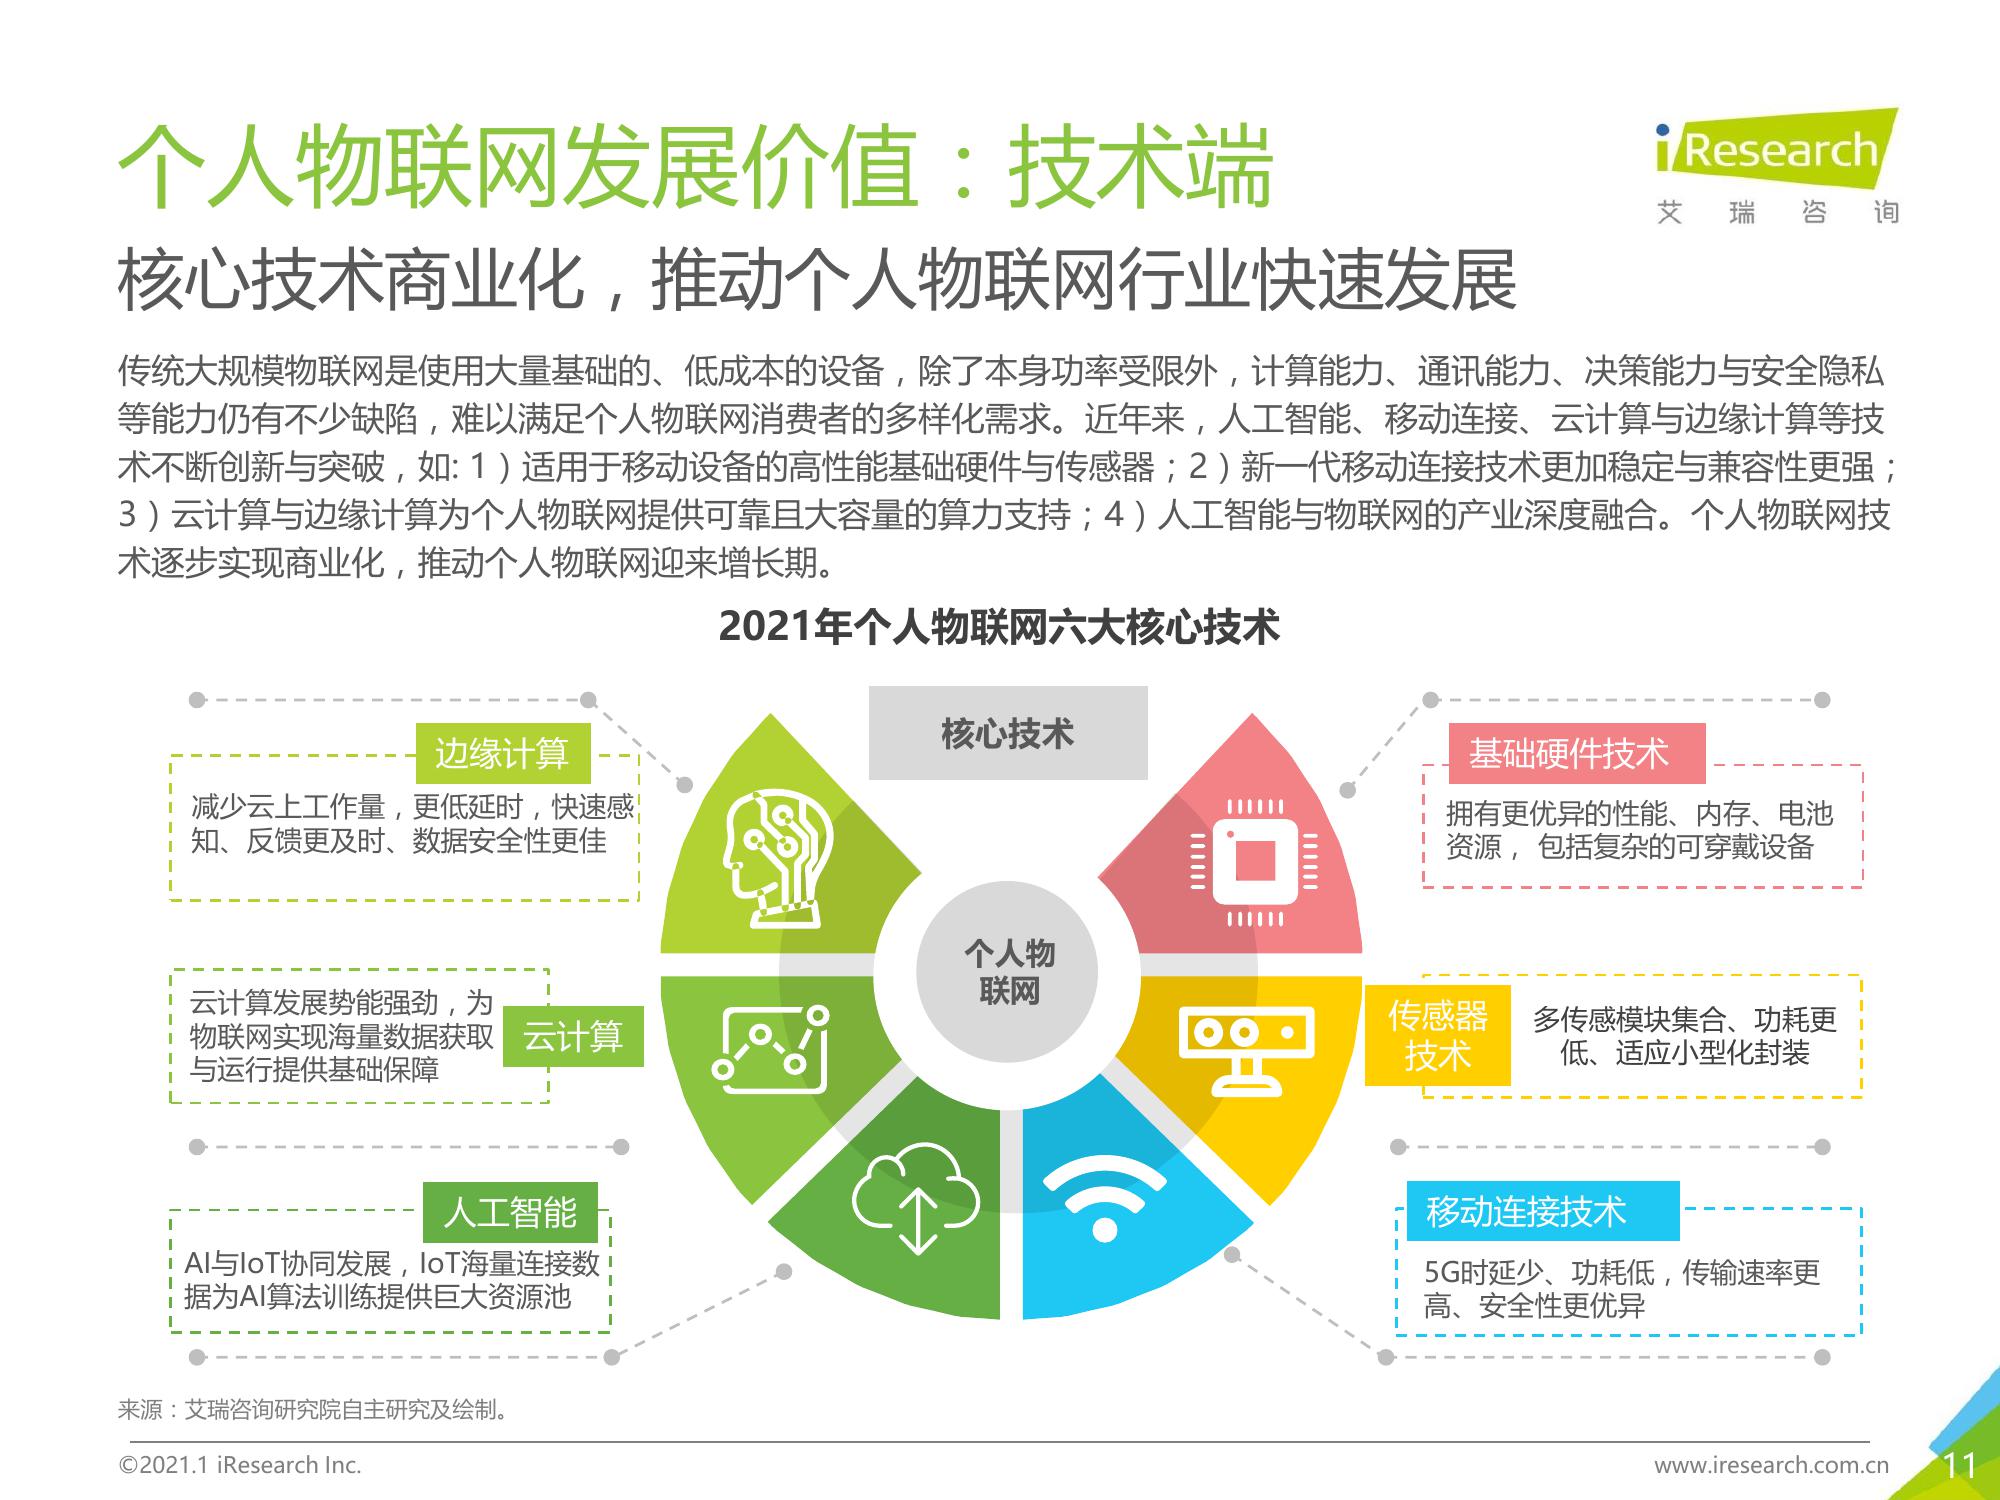 个人物联网发展价值：技术端
iResearch
艾瑞咨询
核心技术商业化，推动个人物联网行业快速发展
传统大规模物联网是使用大量基础的、低成本的设备，除了本身功率受限外，计算能力、通讯能力、决策能力与安全隐私
等能力仍有不少缺陷，难以满足个人物联网消费者的多样化需求。近年来，人工智能、移动连接、云计算与边缘计算等技
术不断创新与突破，如: 1）适用于移动设备的高性能基础硬件与传感器；2）新一代移动连接技术更加稳定与兼容性更强；
3）云计算与边缘计算为个人物联网提供可靠且大容量的算力支持；4）人工智能与物联网的产业深度融合。个人物联网技
术逐步实现商业化，推动个人物联网迎来增长期。
2021年个人物联网六大核心技术
核心技术
边缘计算
减少云上工作量，更低延时，快速感
知、反馈更及时、数据安全性更佳
基础硬件技术
拥有更优异的性能、内存、电池
资源， 包括复杂的可穿戴设备
个人物
联网
云计算发展势能强劲，为
物联网实现海量数据获取
与运行提供基础保障
云计算
传感器
技术
多传感模块集合、功耗更
低、适应小型化封装
人工智能
AI与IoT协同发展，IoT海量连接数
据为AI算法训练提供巨大资源池
移动连接技术
5G时延少、功耗低，传输速率更
高、安全性更优异
来源：艾瑞咨询研究院自主研究及绘制。
©2021.1 iResearch Inc.
www.iresearch.com.cn
11